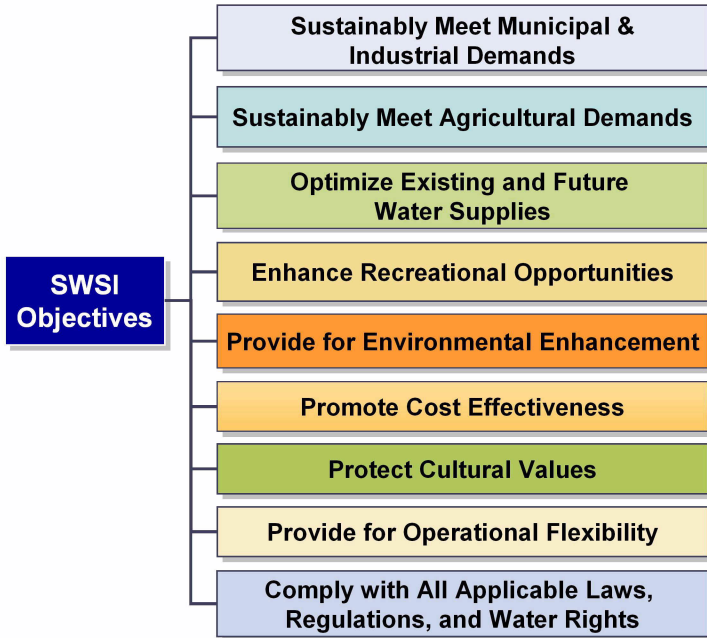 Sustainably Meet Municipal &
Industrial Demands
Sustainably Meet Agricultural Demands
Optimize Existing and Future
Water Supplies
Enhance Recreational Opportunities
SWSI
Objectives
Provide for Environmental Enhancement
Promote Cost Effectiveness
Protect Cultural Values
Provide for Operational Flexibility
Comply with All Applicable Laws,
Regulations, and Water Rights